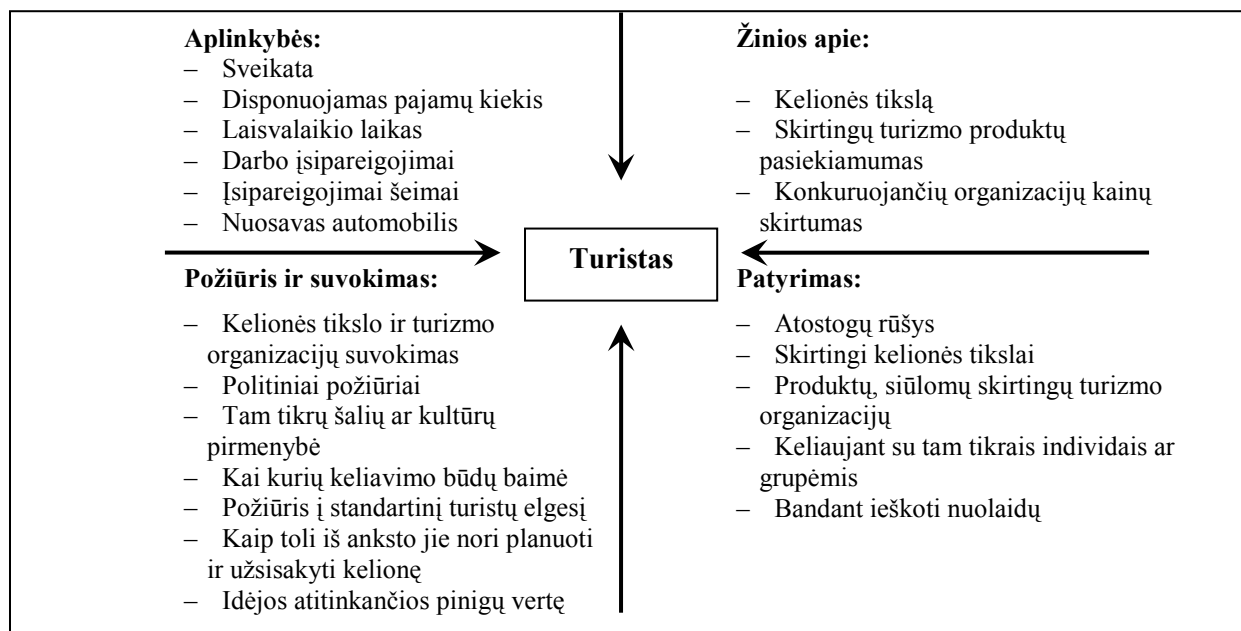 Aplinkybės:
– Sveikata
– Disponuojamas pajamų kiekis
– Laisvalaikio laikas
– Darbo įsipareigojimai
– Įsipareigojimai šeimai
– Nuosavas automobilis
Žinios apie:
– Kelionės tikslą
– Skirtingų turizmo produktų
pasiekiamumas
– Konkuruojančių organizacijų kainų
skirtumas
Turistas
Požiūris ir suvokimas:
– Kelionės tikslo ir turizmo
organizacijų suvokimas
– Politiniai požiūriai
– Tam tikrų šalių ar kultūrų
pirmenybė
– Kai kurių keliavimo būdų baimė
– Požiūris į standartinį turistų elgesį
– Kaip toli iš anksto jie nori planuoti
ir užsisakyti kelionę
– Idėjos atitinkančios pinigų vertę
Patyrimas:
– Atostogų rūšys
– Skirtingi kelionės tikslai
– Produktų, siūlomų skirtingų turizmo
organizacijų
– Keliaujant su tam tikrais individais ar
grupėmis
– Bandant ieškoti nuolaidų